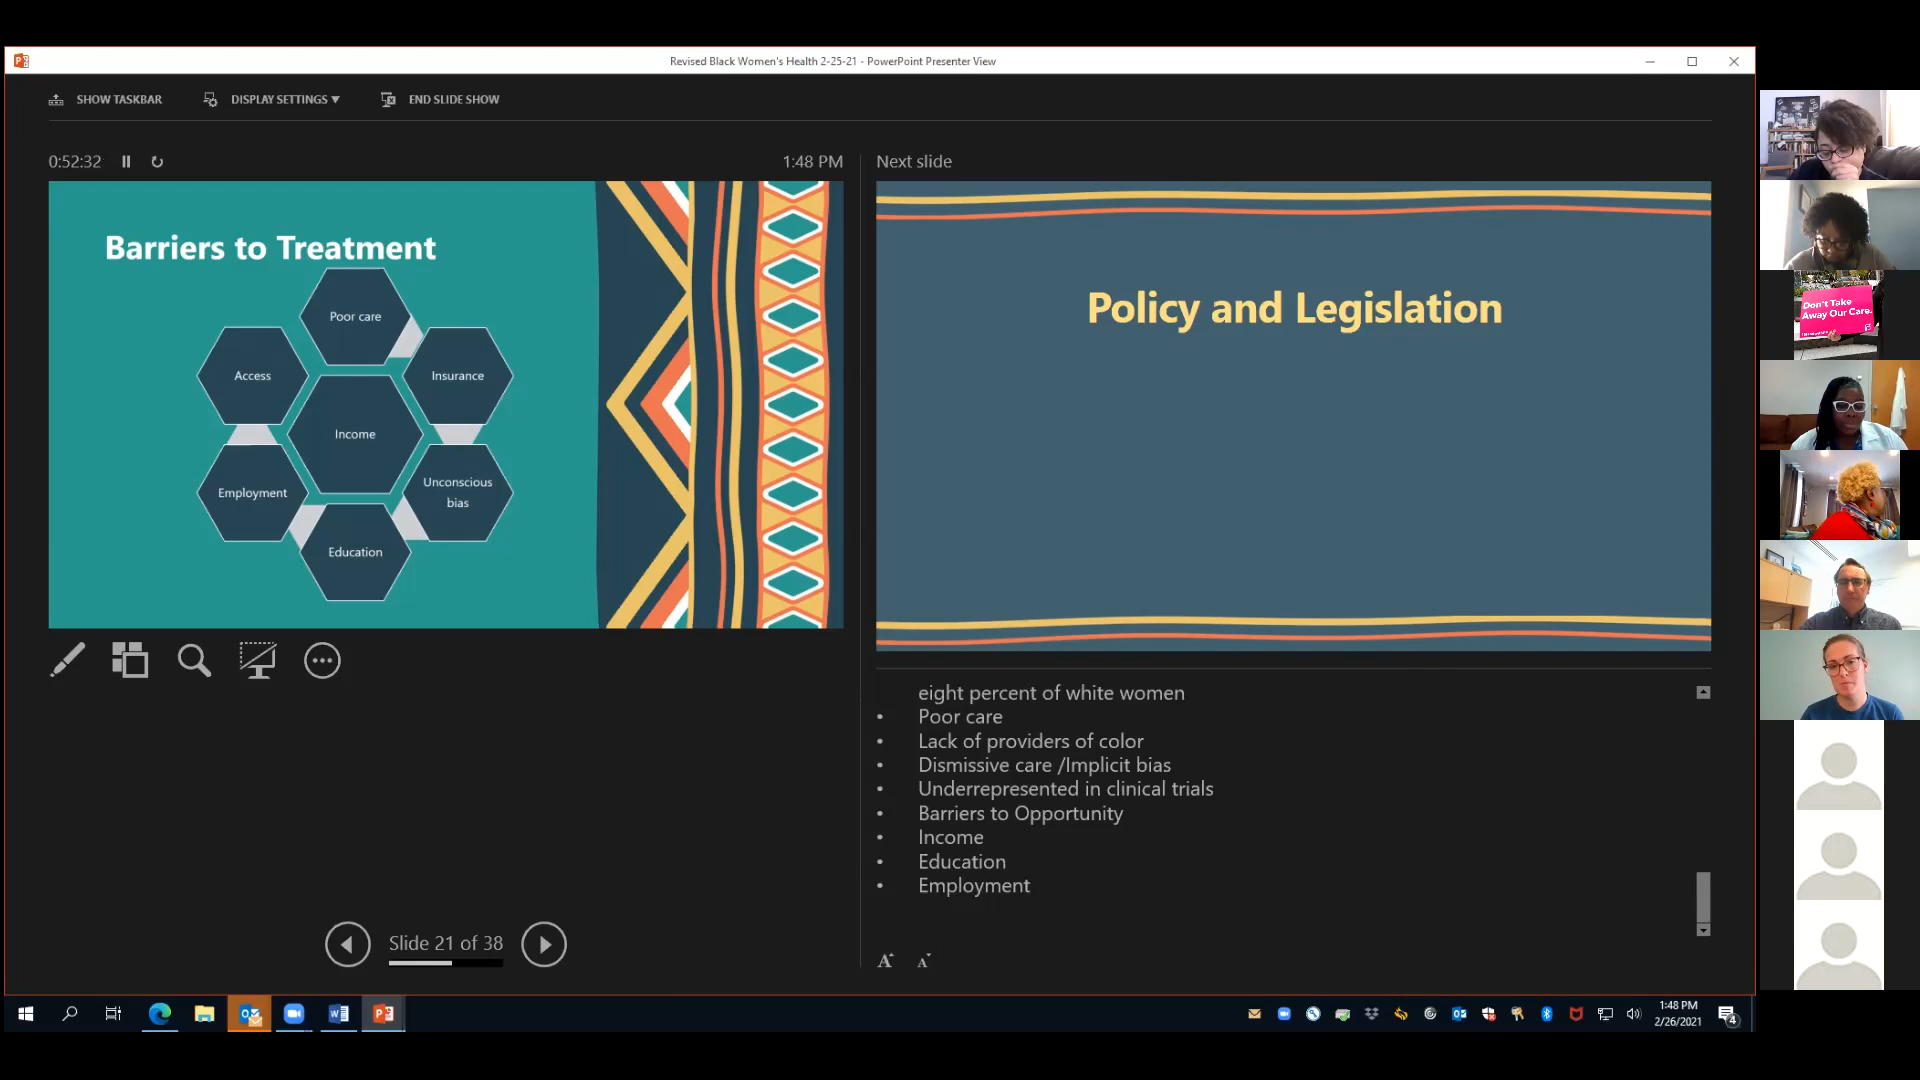 Revised Black Women's Health 2-25-21 - PowerPoint Presenter View
SHOW TASKBAR
DISPLAY SETTINGS ▼
END SLIDE SHOW
0:52:32
1:48 PM
Next slide
Barriers to Treatment
Poor care
Access
Insurance
Income
Employment
Unconscious
bias
Education
Policy and Legislation
eight percent of white women
• Poor care
• Lack of providers of color
• Dismissive care /Implicit bias
• Underrepresented in clinical trials
• Barriers to Opportunity
• Income
• Education
• Employment
Slide 21 of 38
A A
Don't Take
Away Our Care.
1:48 PM
2/26/2021
4